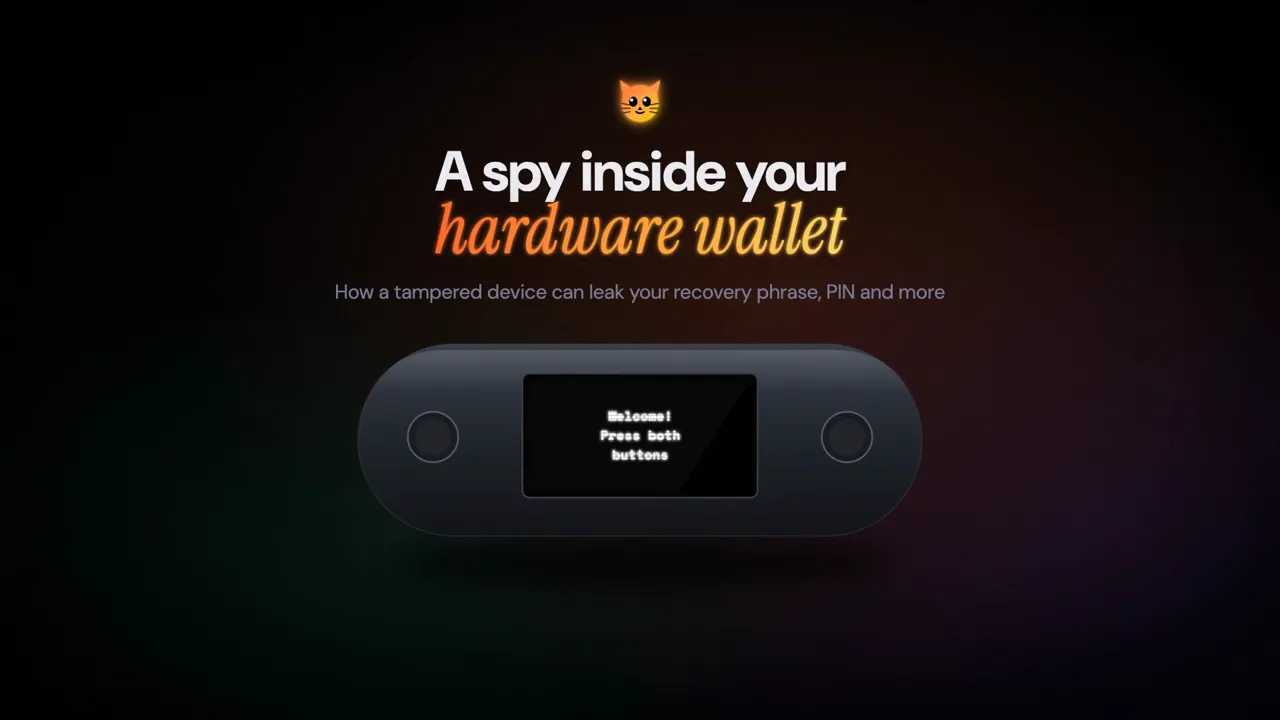 A spy inside your
hardware wallet
How a tampered device can leak your recovery phrase, PIN and more
Welcome!
Press both
buttons